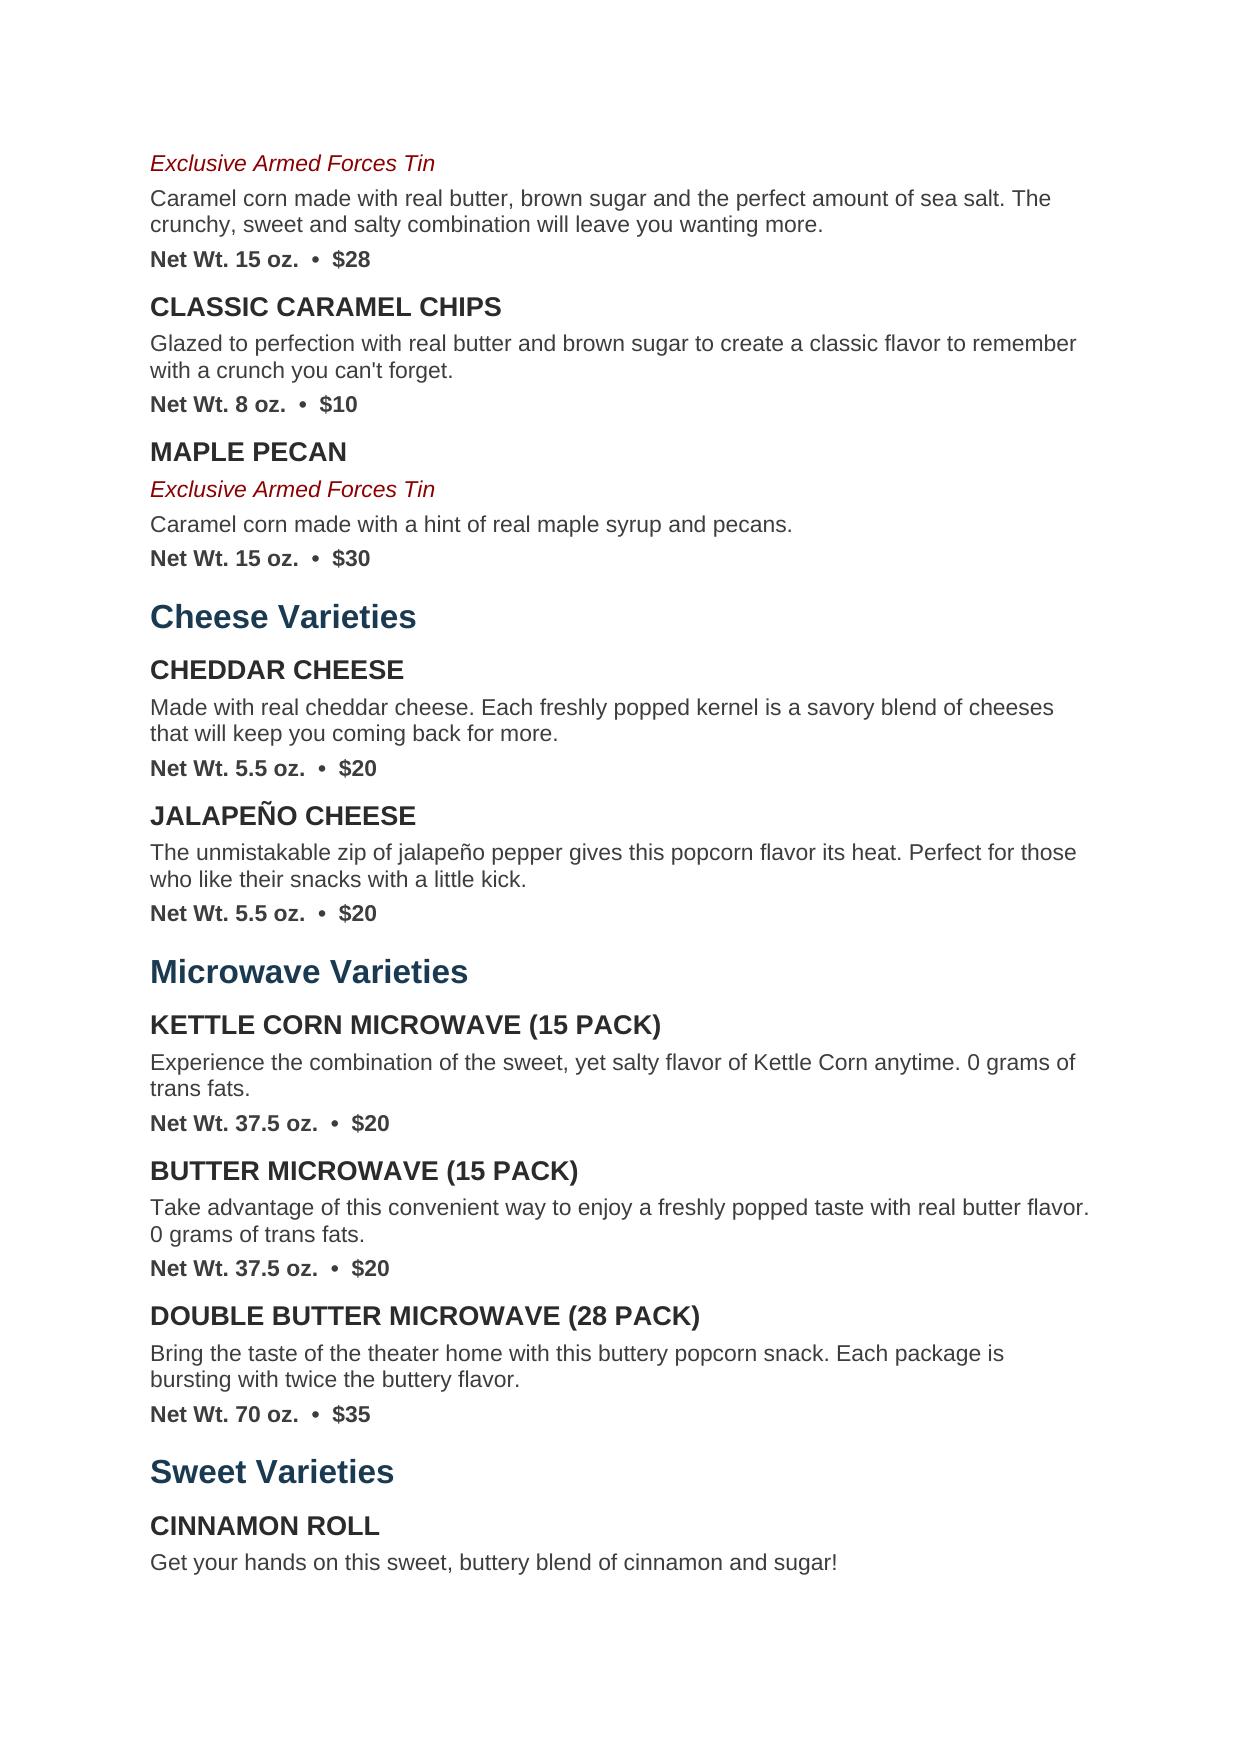 Exclusive Armed Forces Tin
Caramel corn made with real butter, brown sugar and the perfect amount of sea salt. The
crunchy, sweet and salty combination will leave you wanting more.
Net Wt. 15 oz. • $28
CLASSIC CARAMEL CHIPS
Glazed to perfection with real butter and brown sugar to create a classic flavor to remember
with a crunch you can't forget.
Net Wt. 8 oz. • $10
MAPLE PECAN
Exclusive Armed Forces Tin
Caramel corn made with a hint of real maple syrup and pecans.
Net Wt. 15 oz. • $30
Cheese Varieties
CHEDDAR CHEESE
Made with real cheddar cheese. Each freshly popped kernel is a savory blend of cheeses
that will keep you coming back for more.
Net Wt. 5.5 oz. • $20
JALAPEÑO CHEESE
The unmistakable zip of jalapeño pepper gives this popcorn flavor its heat. Perfect for those
who like their snacks with a little kick.
Net Wt. 5.5 oz. • $20
Microwave Varieties
KETTLE CORN MICROWAVE (15 PACK)
Experience the combination of the sweet, yet salty flavor of Kettle Corn anytime. 0 grams of
trans fats.
Net Wt. 37.5 oz. • $20
BUTTER MICROWAVE (15 PACK)
Take advantage of this convenient way to enjoy a freshly popped taste with real butter flavor.
0 grams of trans fats.
Net Wt. 37.5 oz. • $20
DOUBLE BUTTER MICROWAVE (28 PACK)
Bring the taste of the theater home with this buttery popcorn snack. Each package is
bursting with twice the buttery flavor.
Net Wt. 70 oz. • $35
Sweet Varieties
CINNAMON ROLL
Get your hands on this sweet, buttery blend of cinnamon and sugar!